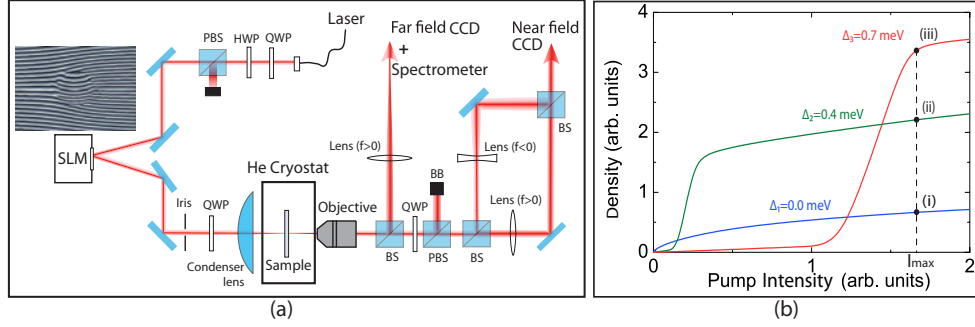 (a)
Laser
PBS
HWP
QWP
Far field CCD
+
Spectrometer
Near field
CCD
BS
SLM
Lens (f>0)
Lens (f<0)
He Cryostat
BB
Iris
QWP
Objective
QWP
Lens (f>0)
Condenser
lens
Sample
BS
PBS
BS
(a)
(b)
4
3
2
1
0
Density (arb. units)
Δ₃=0.7 meV
(iii)
Δ₂=0.4 meV
(ii)
Δ₁=0.0 meV
(i)
0
1
Imax
2
Pump Intensity (arb. units)
(b)